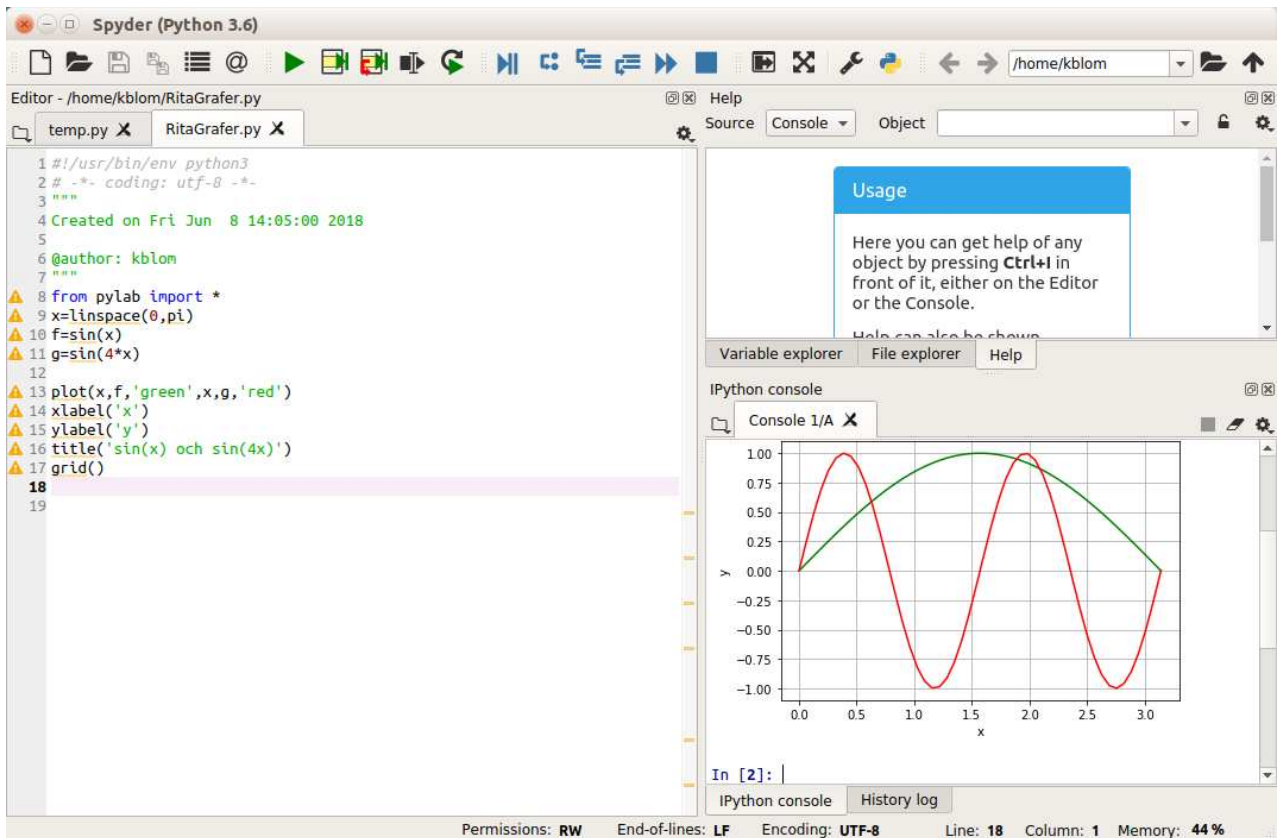 Spyder (Python 3.6)
@
/home/kblom
Editor - /home/kblom/RitaGrafer.py
temp.py
RitaGrafer.py
1 #!/usr/bin/env python3
2 # -*- coding: utf-8 -*-
3 """
4 Created on Fri Jun  8 14:05:00 2018
5
6 @author: kblom
7 """
8 from pylab import *
9 x=linspace(0,pi)
10 f=sin(x)
11 g=sin(4*x)
12
13 plot(x,f,'green',x,g,'red')
14 xlabel('x')
15 ylabel('y')
16 title('sin(x) och sin(4x)')
17 grid()
18
19
Help
Source Console Object
Usage
Here you can get help of any
object by pressing Ctrl+I in
front of it, either on the Editor
or the Console.
Help can also be shown
Variable explorer File explorer Help
IPython console
Console 1/A
1.00
0.75
0.50
0.25
0.00
−0.25
−0.50
−0.75
−1.00
y
0.0 0.5 1.0 1.5 2.0 2.5 3.0
x
In [2]:
IPython console History log
Permissions: RW End-of-lines: LF Encoding: UTF-8 Line: 18 Column: 1 Memory: 44 %